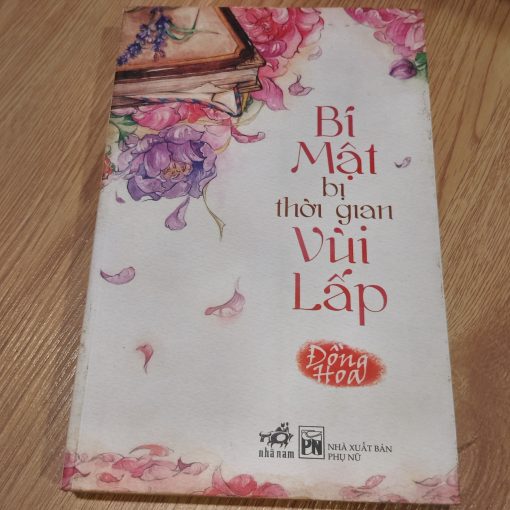 Bí
Mật
bị
thời gian
Vùi
Lấp
Đồng
Hoa
nhã nam
PN
NHÀ XUẤT BẢN
PHỤ NỮ